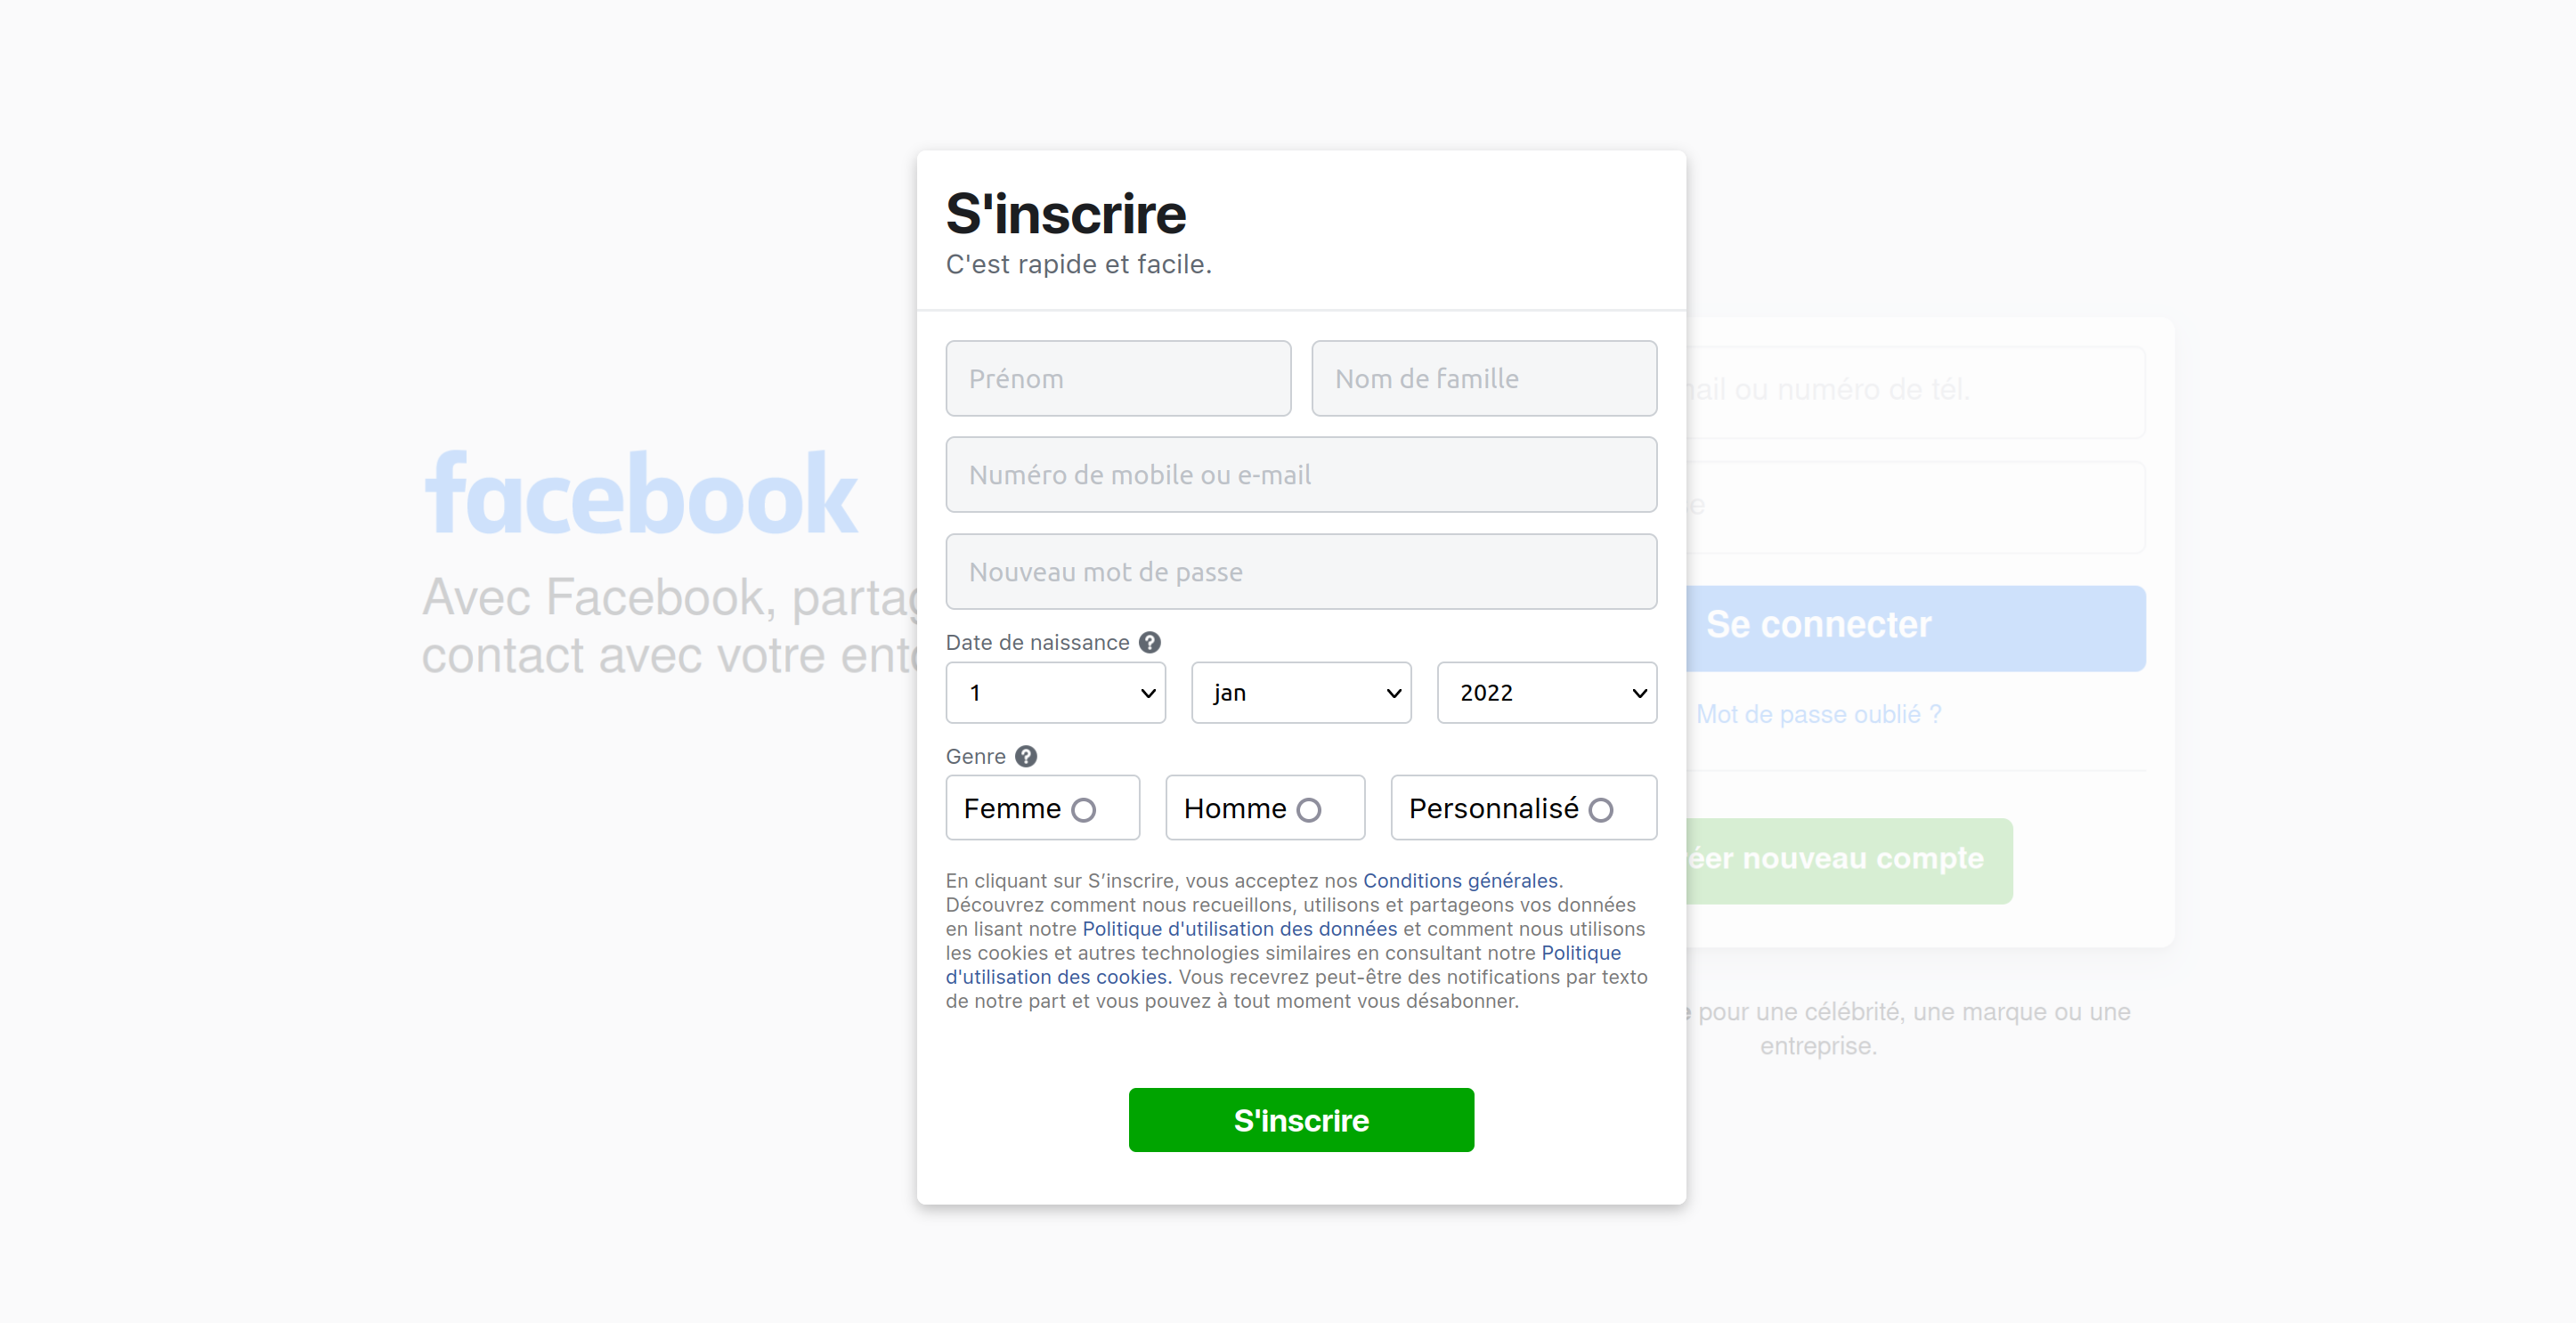 S'inscrire
C'est rapide et facile.
Prénom
Nom de famille
Numéro de mobile ou e-mail
Nouveau mot de passe
Date de naissance ?
1
jan
2022
Genre ?
Femme
Homme
Personnalisé
En cliquant sur S’inscrire, vous acceptez nos Conditions générales.
Découvrez comment nous recueillons, utilisons et partageons vos données
en lisant notre Politique d'utilisation des données et comment nous utilisons
les cookies et autres technologies similaires en consultant notre Politique
d'utilisation des cookies. Vous recevrez peut-être des notifications par texto
de notre part et vous pouvez à tout moment vous désabonner.
S'inscrire
facebook
Avec Facebook,
contact avec votre
ou numéro de tél.
Se connecter
Mot de passe oublié ?
nouveau compte
pour une célébrité, une marque ou une
entreprise.